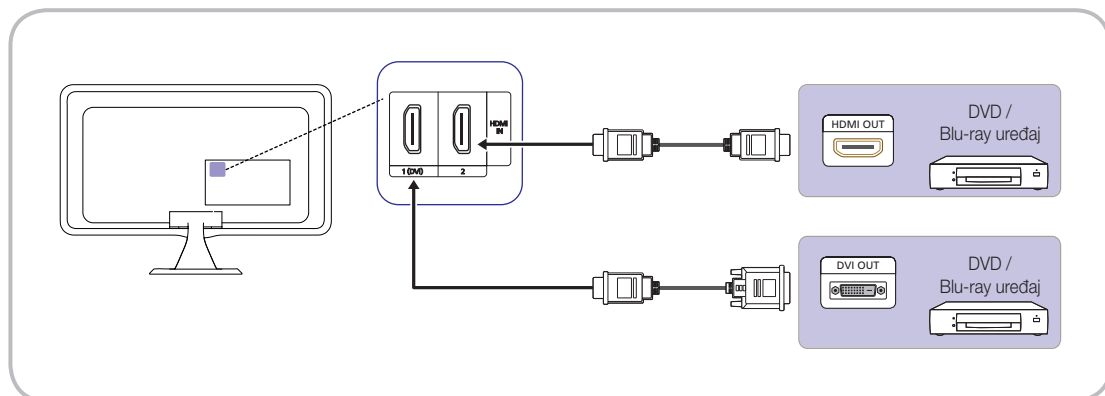 HDMI
IN
1 (DVI)
2
HDMI OUT
DVD /
Blu-ray uređaj
DVI OUT
DVD /
Blu-ray uređaj